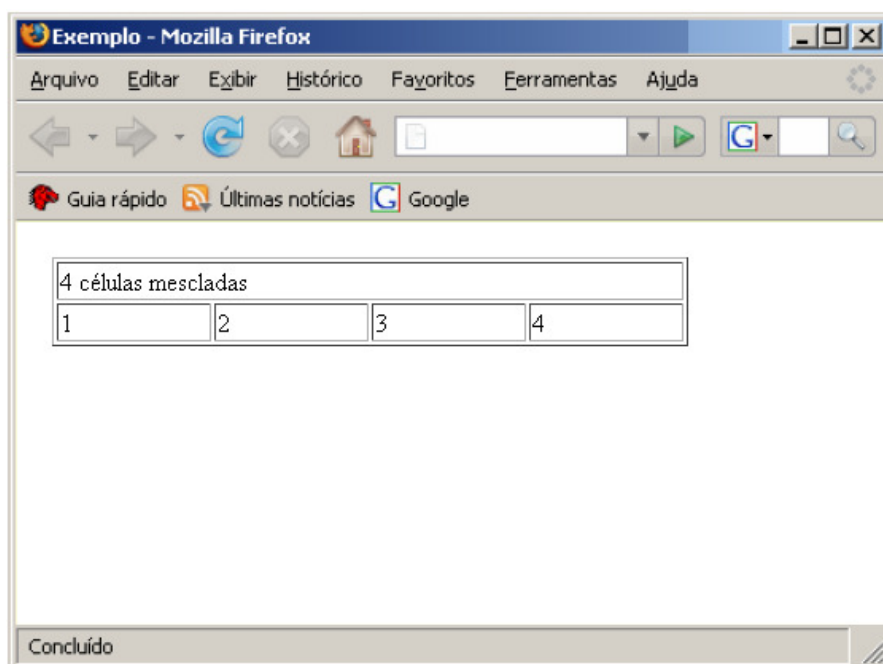 Exemplo - Mozilla Firefox
Arquivo Editar Exibir Histórico Favoritos Ferramentas Ajuda
G
Guia rápido Últimas notícias G Google
4 células mescladas
1 2 3 4
Concluído